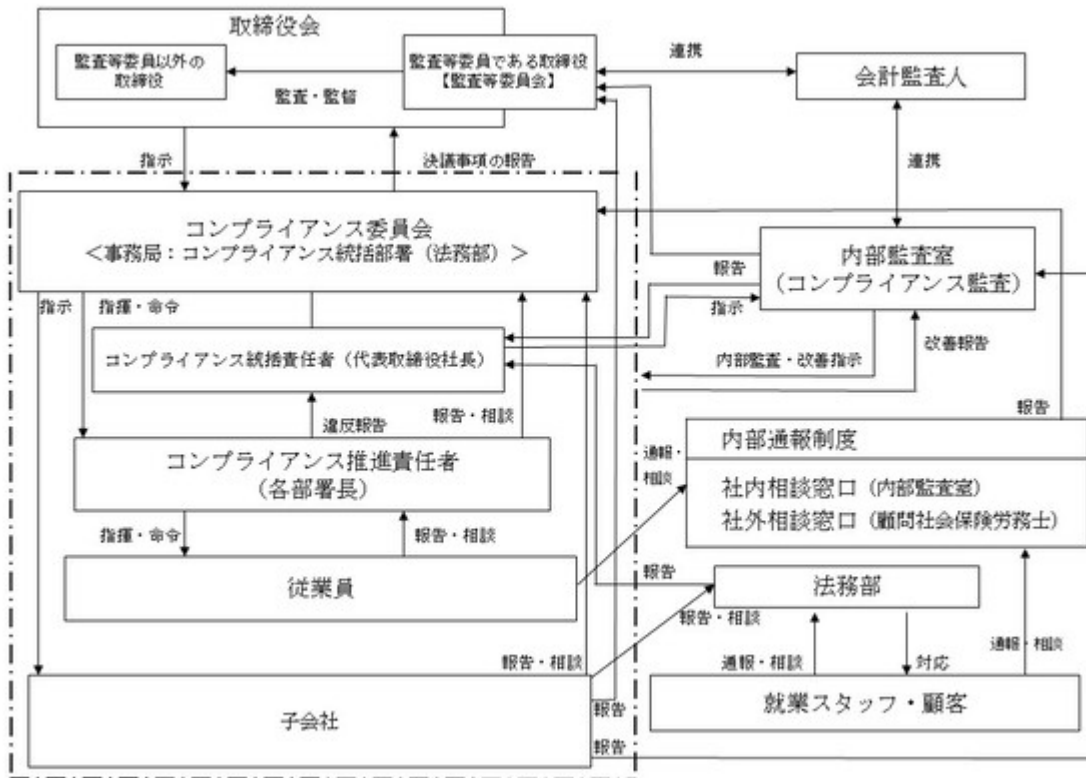 取締役会
監査等委員以外の
取締役
監査等委員である取締役
【監査等委員会】
監査・監督
連携
会計監査人
指示
決議事項の報告
連携
コンプライアンス委員会
＜事務局：コンプライアンス統括部署（法務部）＞
内部監査室
（コンプライアンス監査）
報告
指示
指示
指揮・命令
コンプライアンス統括責任者（代表取締役社長）
内部監査・改善指示
改善報告
違反報告
報告・相談
報告
コンプライアンス推進責任者
（各部署長）
通報・
相談
内部通報制度
社内相談窓口（内部監査室）
社外相談窓口（顧問社会保険労務士）
指揮・命令
報告・相談
従業員
報告
法務部
報告・相談
通報・相談
報告・相談
通報・相談
対応
子会社
報告
報告
就業スタッフ・顧客